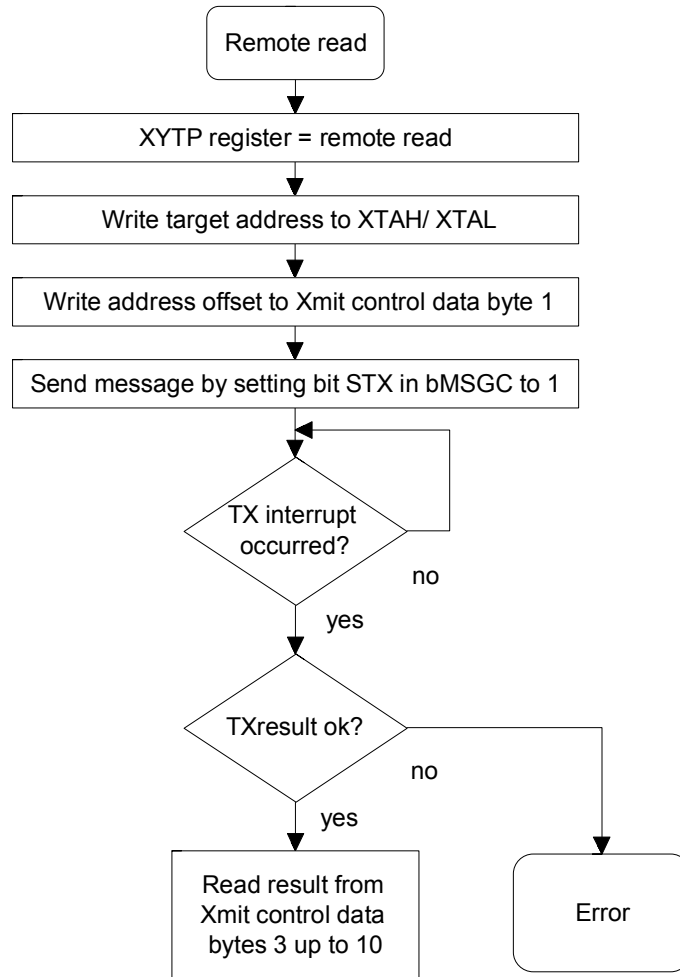 Remote read
XYTP register = remote read
Write target address to XTAH/ XTAL
Write address offset to Xmit control data byte 1
Send message by setting bit STX in bMSGC to 1
TX interrupt
occurred?
no
yes
TXresult ok?
no
yes
Read result from
Xmit control data
bytes 3 up to 10
Error